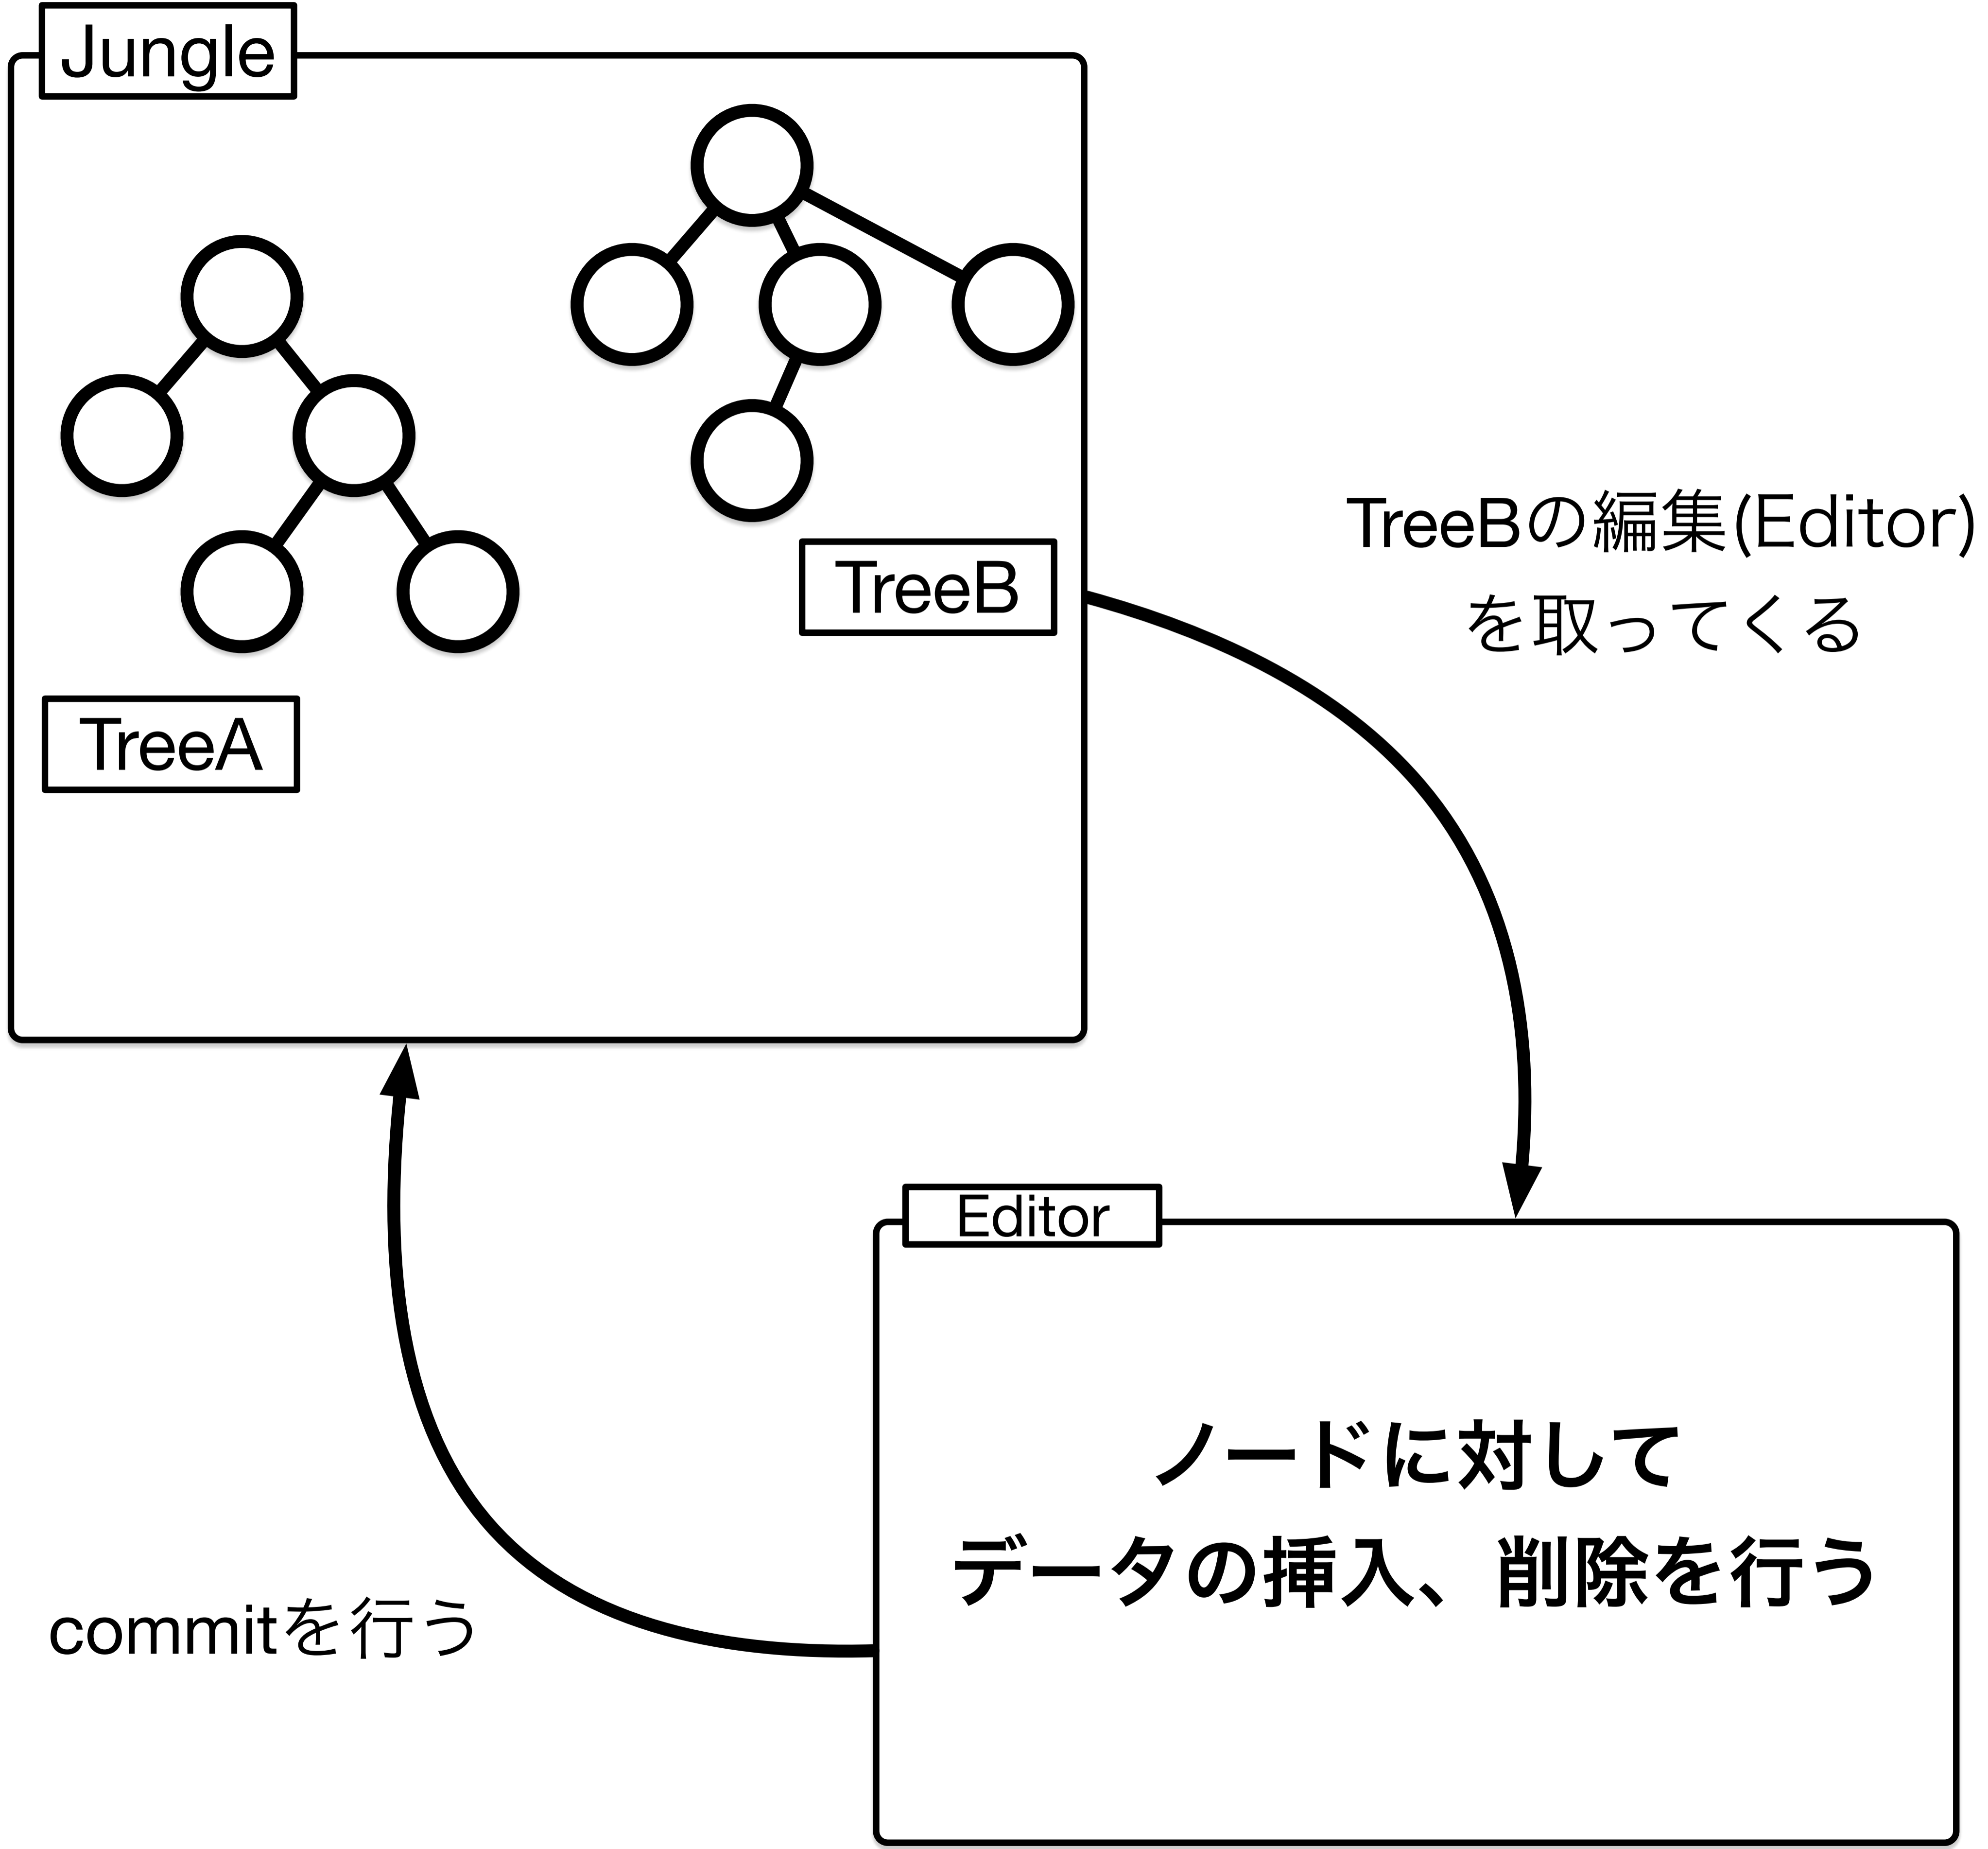 Jungle
TreeB
TreeA
TreeBの編集(Editor)
を取ってくる
Editor
ノードに対して
データの挿入、削除を行う
commitを行う